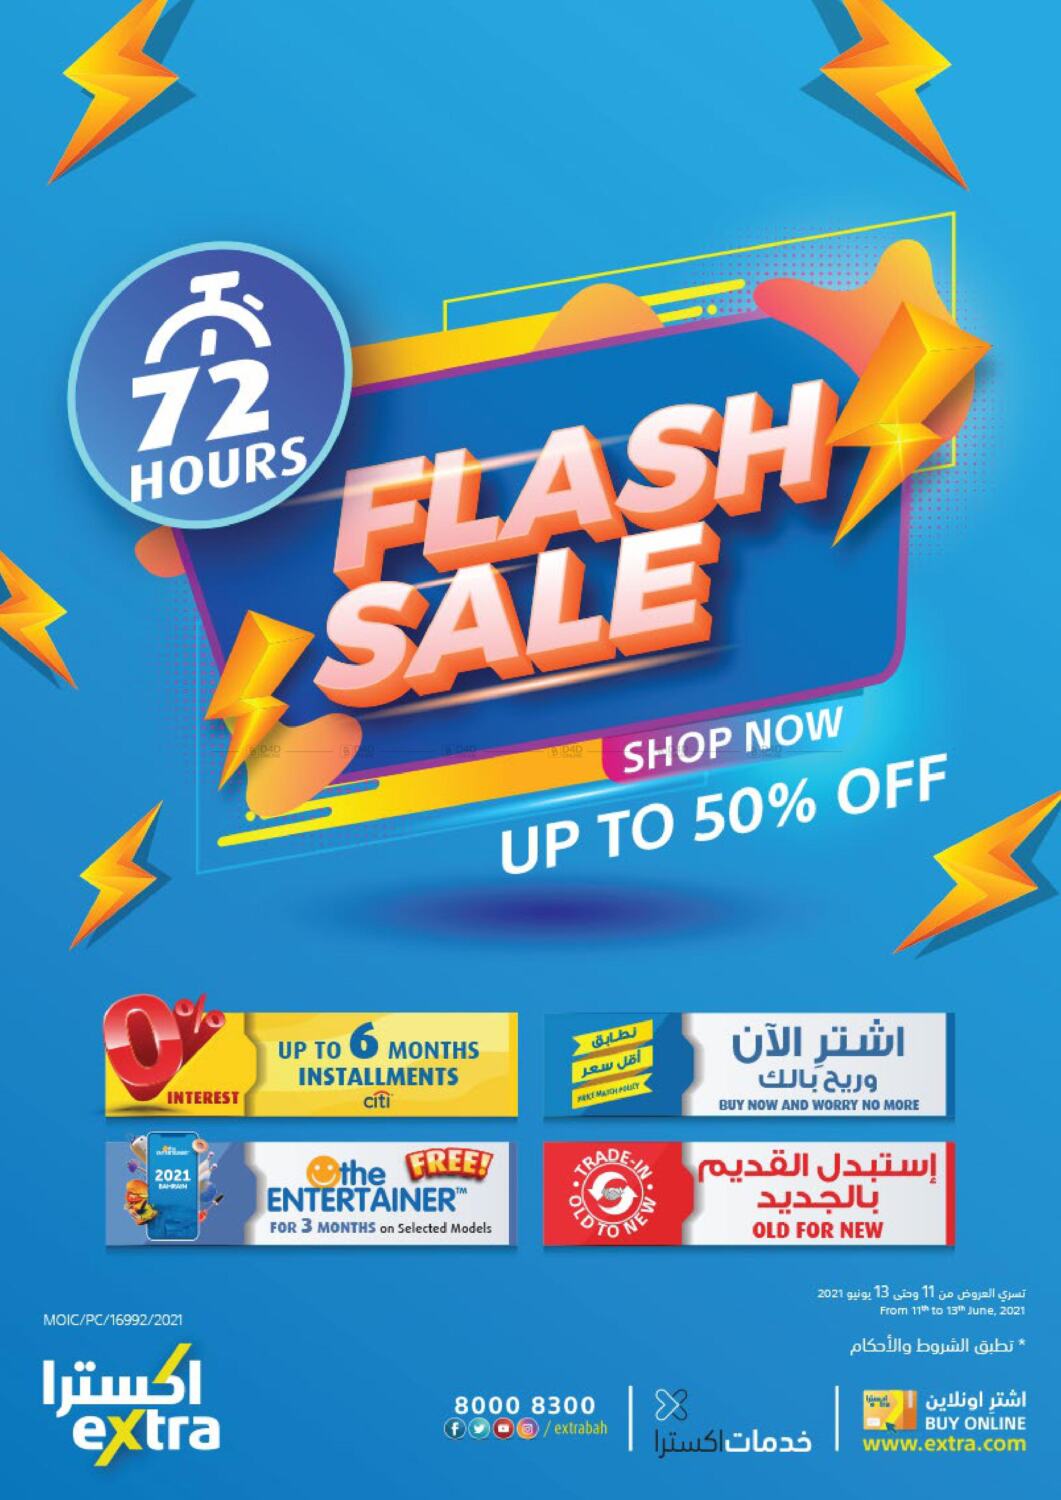 72
HOURS
FLASH
SALE
SHOP NOW
UP TO 50% OFF
0%
INTEREST
UP TO 6 MONTHS
INSTALLMENTS
citi
نطابق
أقل سعر
PRICE MATCH POLICY
اشترِ الآن
وريح بالك
BUY NOW AND WORRY NO MORE
2021
BAHRAIN
the
ENTERTAINER™
FREE!
FOR 3 MONTHS on Selected Models
TRADE-IN
OLD TO NEW
إستبدل القديم
بالجديد
OLD FOR NEW
تسري العروض من 11 وحتى 13 يونيو 2021
From 11th to 13th June, 2021
* تطبق الشروط والأحكام
MOIC/PC/16992/2021
اكسترا
extra
8000 8300
/ extrabah
خدمات اكسترا
اشترِ اونلاين
BUY ONLINE
www.extra.com